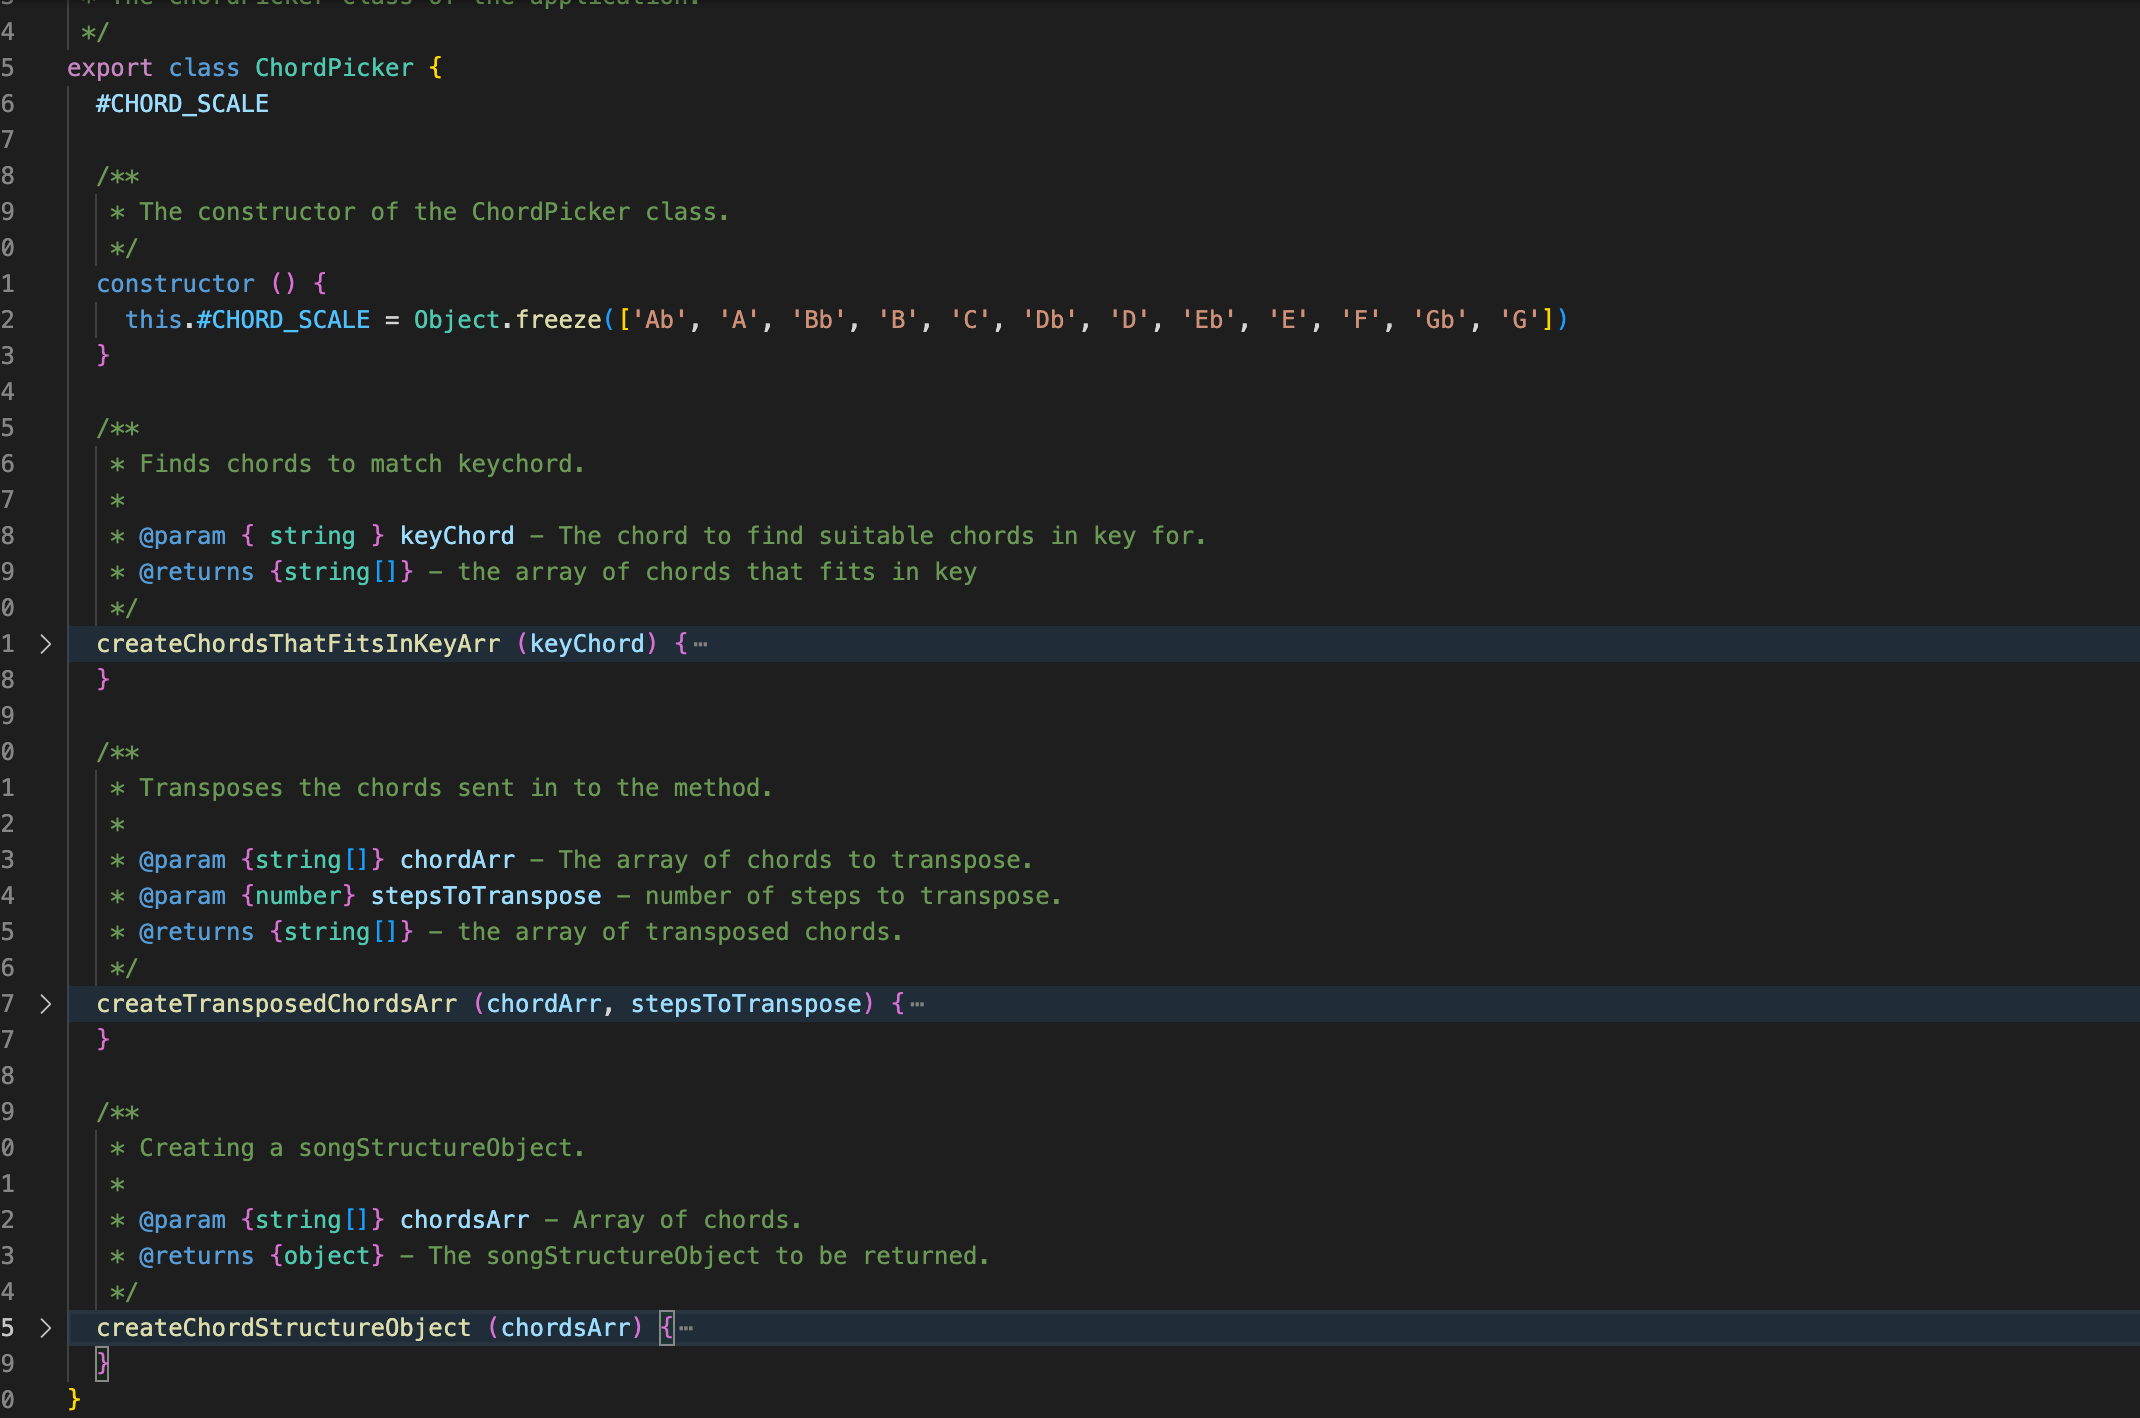 * The ChordPicker class of the application.
4 */
5 export class ChordPicker {
6 #CHORD_SCALE
7
8 /**
9 * The constructor of the ChordPicker class.
0 */
1 constructor () {
2 this.#CHORD_SCALE = Object.freeze(['Ab', 'A', 'Bb', 'B', 'C', 'Db', 'D', 'Eb', 'E', 'F', 'Gb', 'G'])
3 }
4
5 /**
6 * Finds chords to match keychord.
7 *
8 * @param { string } keyChord – The chord to find suitable chords in key for.
9 * @returns {string[]} – the array of chords that fits in key
0 */
1 > createChordsThatFitsInKeyArr (keyChord) {⋯
8 }
9
0 /**
1 * Transposes the chords sent in to the method.
2 *
3 * @param {string[]} chordArr – The array of chords to transpose.
4 * @param {number} stepsToTranspose – number of steps to transpose.
5 * @returns {string[]} – the array of transposed chords.
6 */
7 > createTransposedChordsArr (chordArr, stepsToTranspose) {⋯
7 }
8
9 /**
0 * Creating a songStructureObject.
1 *
2 * @param {string[]} chordsArr – Array of chords.
3 * @returns {object} – The songStructureObject to be returned.
4 */
5 > createChordStructureObject (chordsArr) {⋯
9 }
0 }